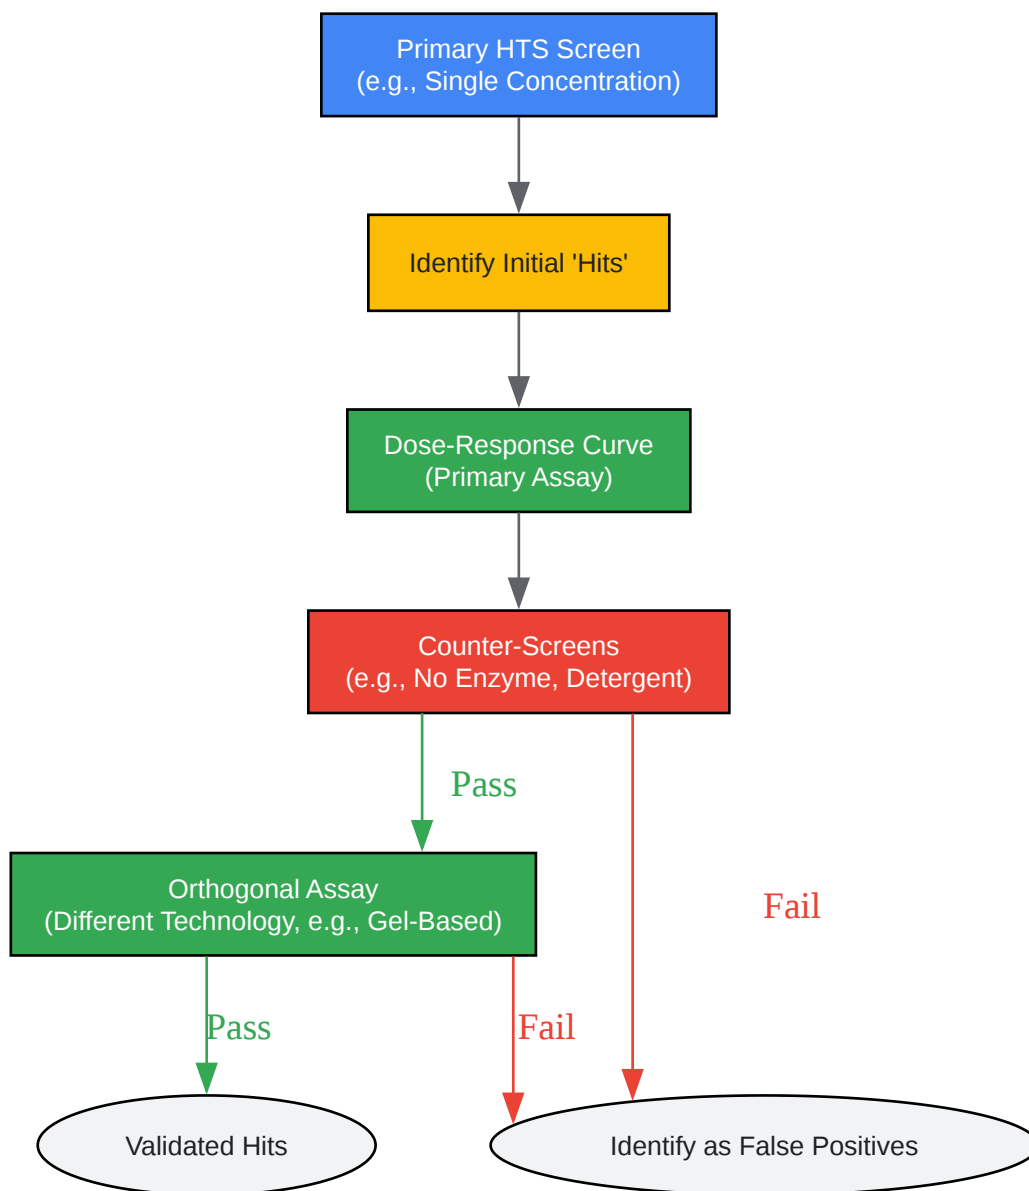 Primary HTS Screen
(e.g., Single Concentration)
Identify Initial 'Hits'
Dose-Response Curve
(Primary Assay)
Counter-Screens
(e.g., No Enzyme, Detergent)
Pass
Orthogonal Assay
(Different Technology, e.g., Gel-Based)
Fail
Pass
Fail
Validated Hits
Identify as False Positives